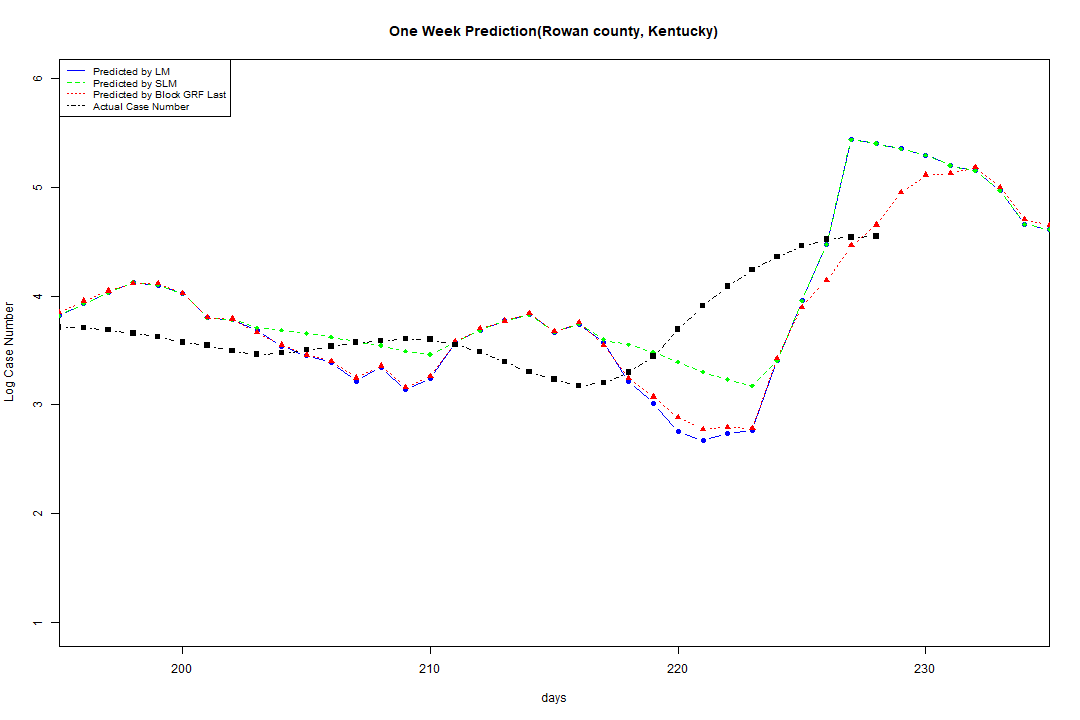 One Week Prediction(Rowan county, Kentucky)
Predicted by LM
Predicted by SLM
Predicted by Block GRF Last
Actual Case Number
6
5
4
3
2
1
Log Case Number
200
210
220
230
days